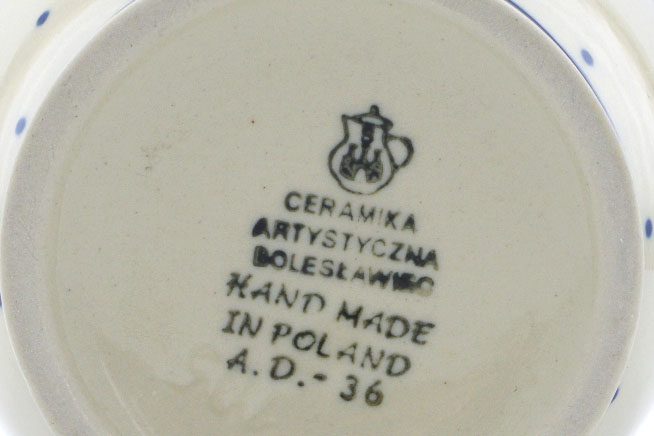 CERAMIKA
ARTYSTYCZNA
BOLESŁAWIEC
HAND MADE
IN POLAND
A.D.- 36